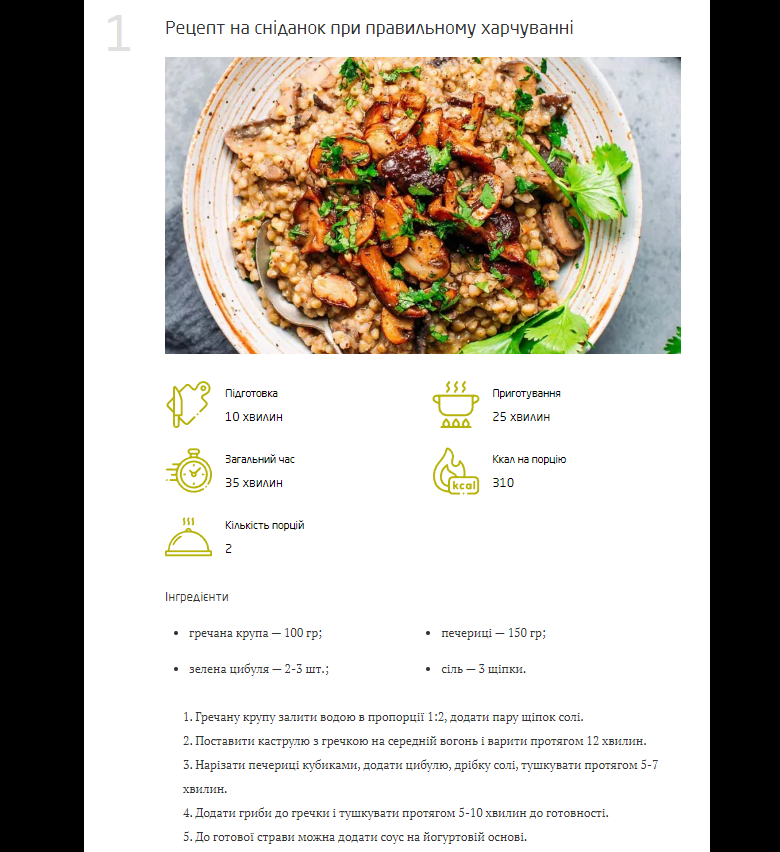 1
Рецепт на сніданок при правильному харчуванні
Підготовка
10 хвилин
Приготування
25 хвилин
Загальний час
35 хвилин
Ккал на порцію
kcal
310
Кількість порцій
2
Інгредієнти
• гречана крупа — 100 гр;
• печериці — 150 гр;
• зелена цибуля — 2-3 шт.;
• сіль — 3 щіпки.
1. Гречану крупу залити водою в пропорції 1:2, додати пару щіпок солі.
2. Поставити каструлю з гречкою на середній вогонь і варити протягом 12 хвилин.
3. Нарізати печериці кубиками, додати цибулю, дрібку солі, тушкувати протягом 5-7
хвилин.
4. Додати гриби до гречки і тушкувати протягом 5-10 хвилин до готовності.
5. До готової страви можна додати соус на йогуртовій основі.